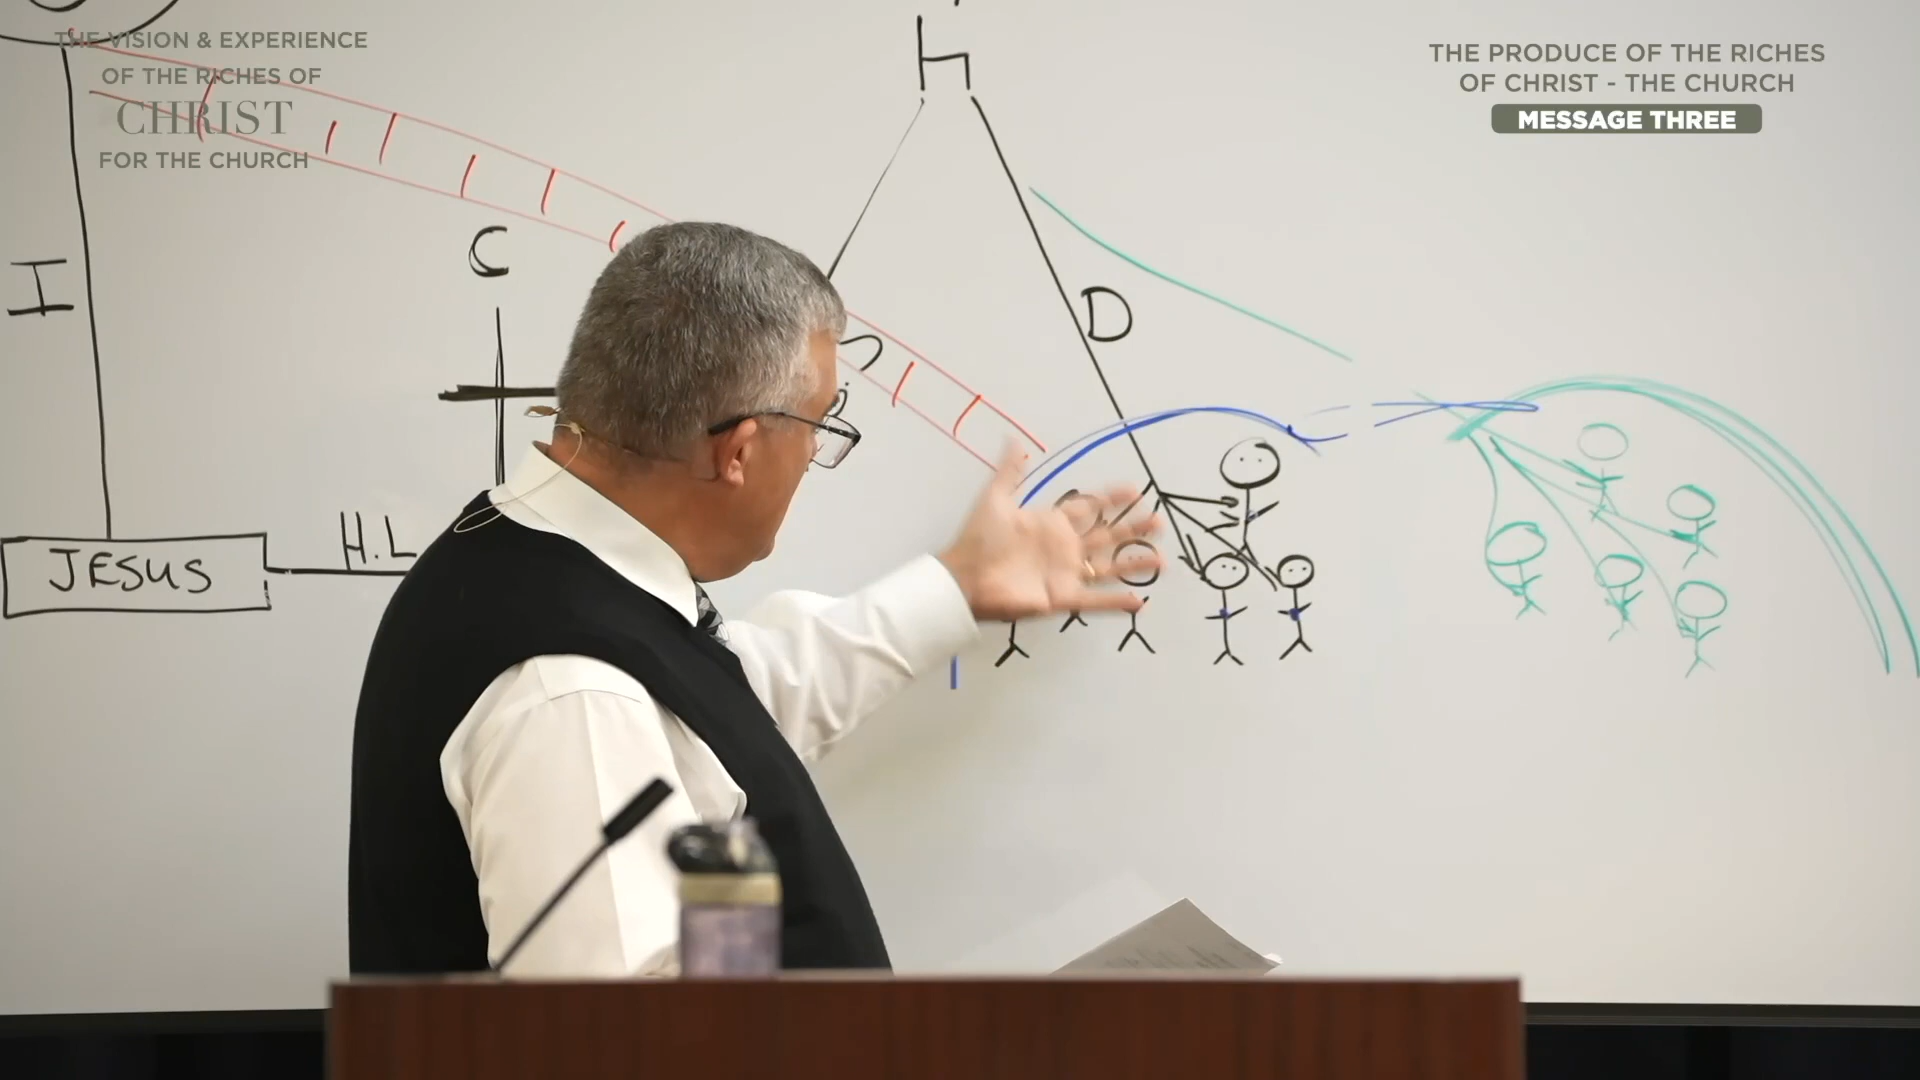 THE VISION & EXPERIENCE
OF THE RICHES OF
CHRIST
FOR THE CHURCH
THE PRODUCE OF THE RICHES
OF CHRIST - THE CHURCH
MESSAGE THREE
I
C
D
H.L
JESUS